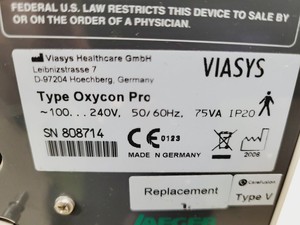 FEDERAL U.S. LAW RESTRICTS THIS DEVICE TO SALE BY
OR ON THE ORDER OF A PHYSICIAN.
Viasys Healthcare GmbH
Leibnizstrasse 7
D-97204 Hoechberg, Germany
VIASYS
Type Oxycon Pro
~100...240V, 50/60Hz, 75VA IP20
SN 808714
CE 0123
MADE IN GERMANY
2006
Replacement
CareFusion
Type V
JAEGER